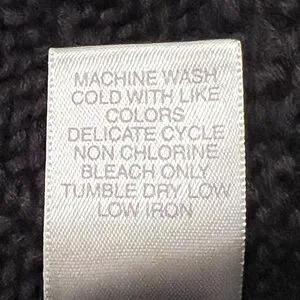 MACHINE WASH
COLD WITH LIKE
COLORS
DELICATE CYCLE
NON CHLORINE
BLEACH ONLY
TUMBLE DRY LOW
LOW IRON